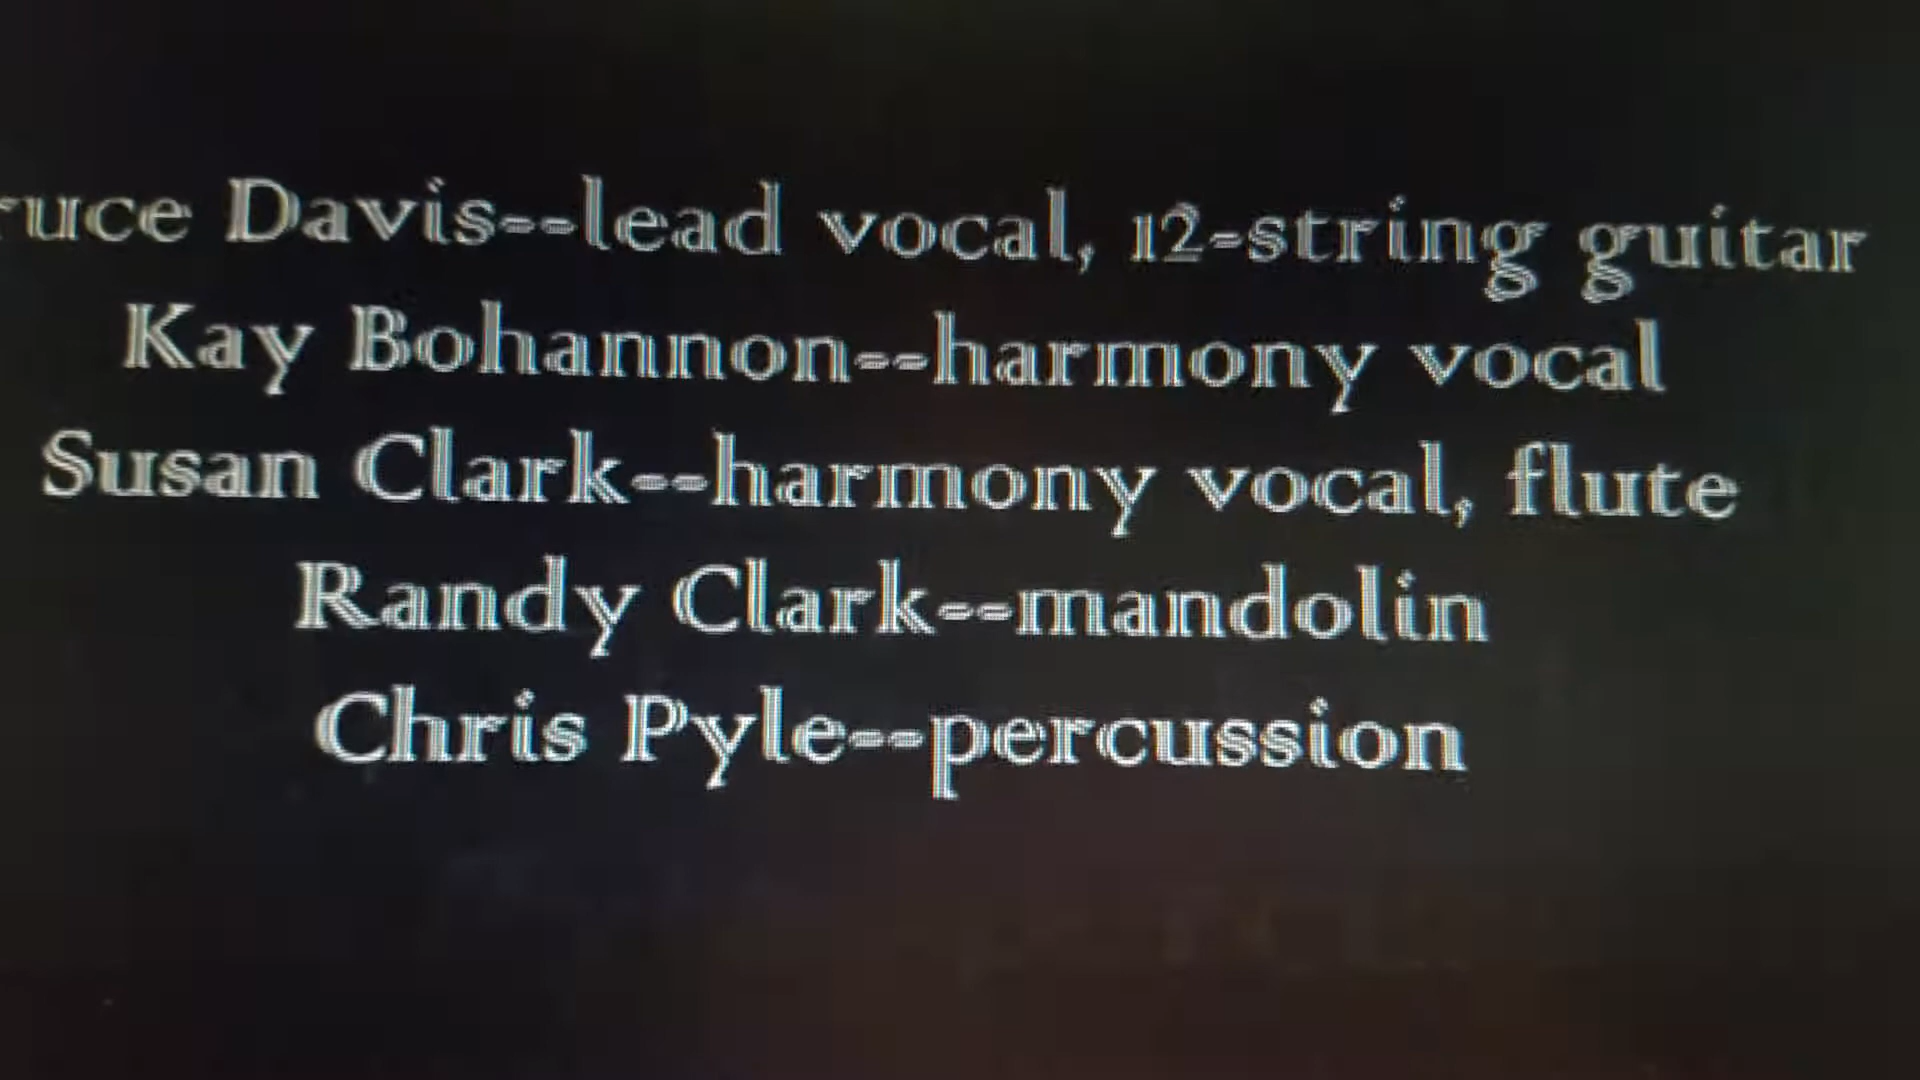 ruce Davis--lead vocal, 12-string guitar
Kay Bohannon--harmony vocal
Susan Clark--harmony vocal, flute
Randy Clark--mandolin
Chris Pyle--percussion